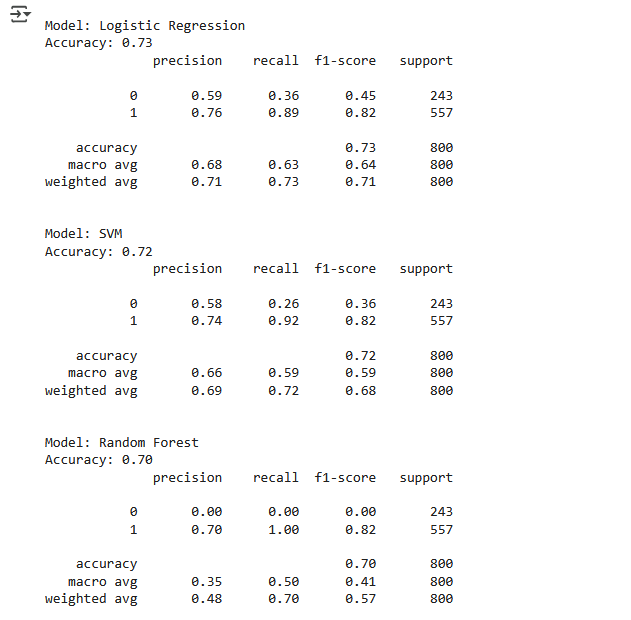 Model: Logistic Regression
Accuracy: 0.73
precision recall f1-score support
0 0.59 0.36 0.45 243
1 0.76 0.89 0.82 557
accuracy 0.73 800
macro avg 0.68 0.63 0.64 800
weighted avg 0.71 0.73 0.71 800
Model: SVM
Accuracy: 0.72
precision recall f1-score support
0 0.58 0.26 0.36 243
1 0.74 0.92 0.82 557
accuracy 0.72 800
macro avg 0.66 0.59 0.59 800
weighted avg 0.69 0.72 0.68 800
Model: Random Forest
Accuracy: 0.70
precision recall f1-score support
0 0.00 0.00 0.00 243
1 0.70 1.00 0.82 557
accuracy 0.70 800
macro avg 0.35 0.50 0.41 800
weighted avg 0.48 0.70 0.57 800